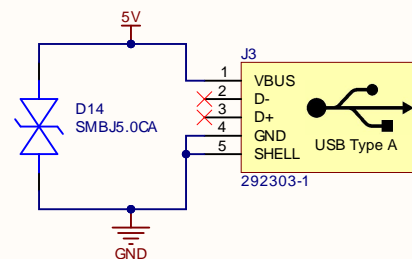 5V
J3
1 VBUS
2 D-
3 D+
4 GND
5 SHELL
USB Type A
292303-1
D14
SMBJ5.0CA
GND